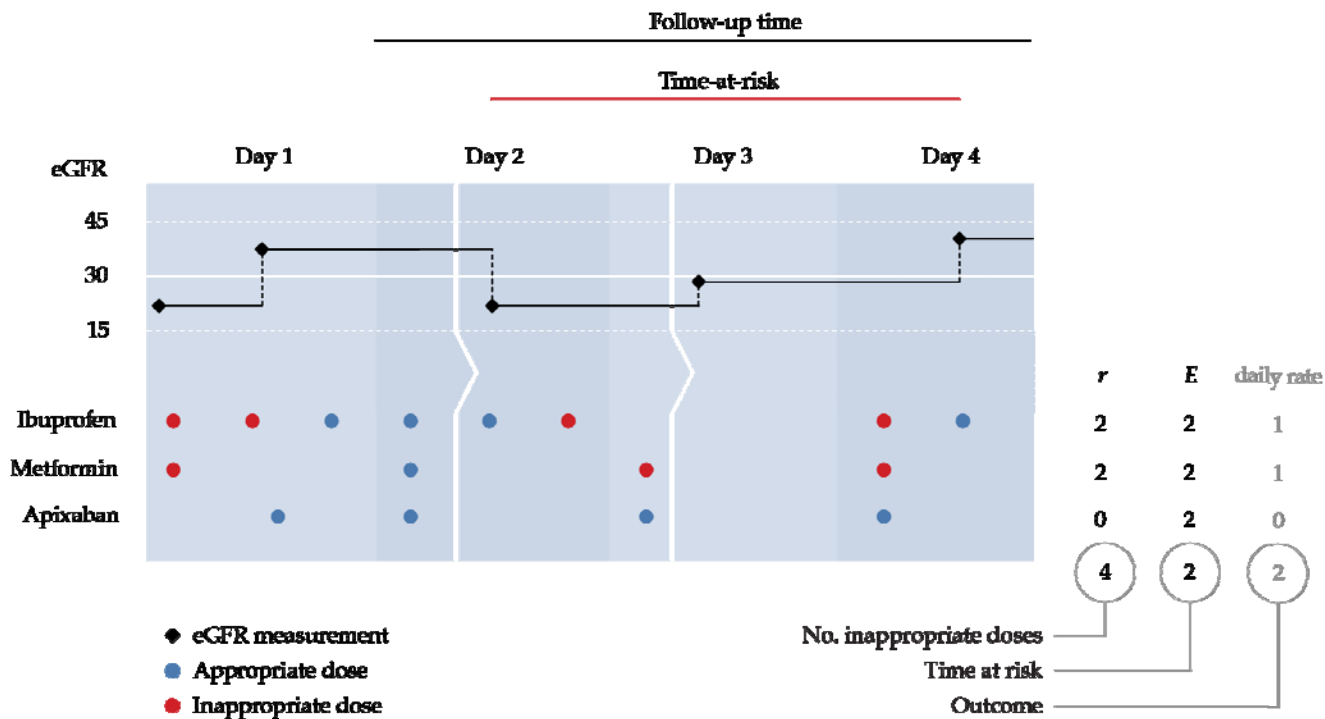 Follow-up time
Time-at-risk
Day 1 Day 2 Day 3 Day 4
eGFR
45
30
15
r E daily rate
Ibuprofen 2 2 1
Metformin 2 2 1
Apixaban 0 2 0
4 2 2
eGFR measurement No. inappropriate doses
Appropriate dose Time at risk
Inappropriate dose Outcome